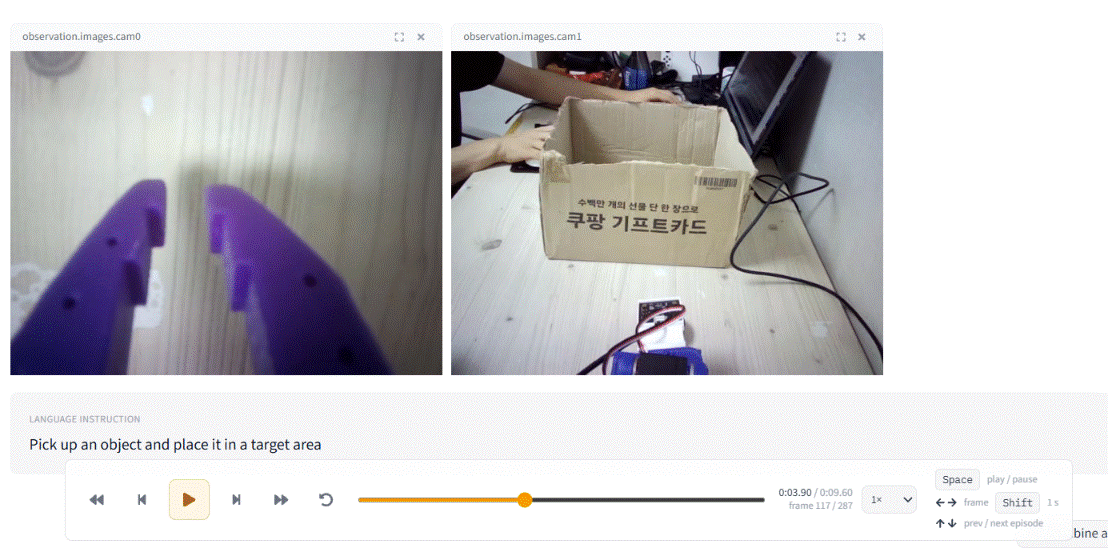 observation.images.cam0
observation.images.cam1
수백만 개의 선물 단 한 장으로
쿠팡 기프트카드
LANGUAGE INSTRUCTION
Pick up an object and place it in a target area
0:03.90 / 0:09.60
frame 117 / 287
1×
Space play / pause
←→ frame Shift 1 s
↑↓ prev / next episode
bine a